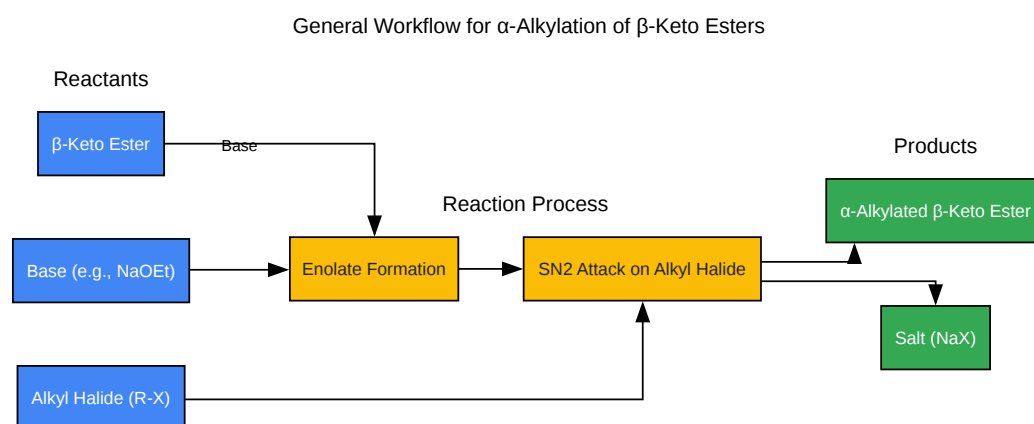 General Workflow for α-Alkylation of β-Keto Esters
Reactants
β-Keto Ester
Base
Products
α-Alkylated β-Keto Ester
Reaction Process
Base (e.g., NaOEt)
Enolate Formation
SN2 Attack on Alkyl Halide
Salt (NaX)
Alkyl Halide (R-X)